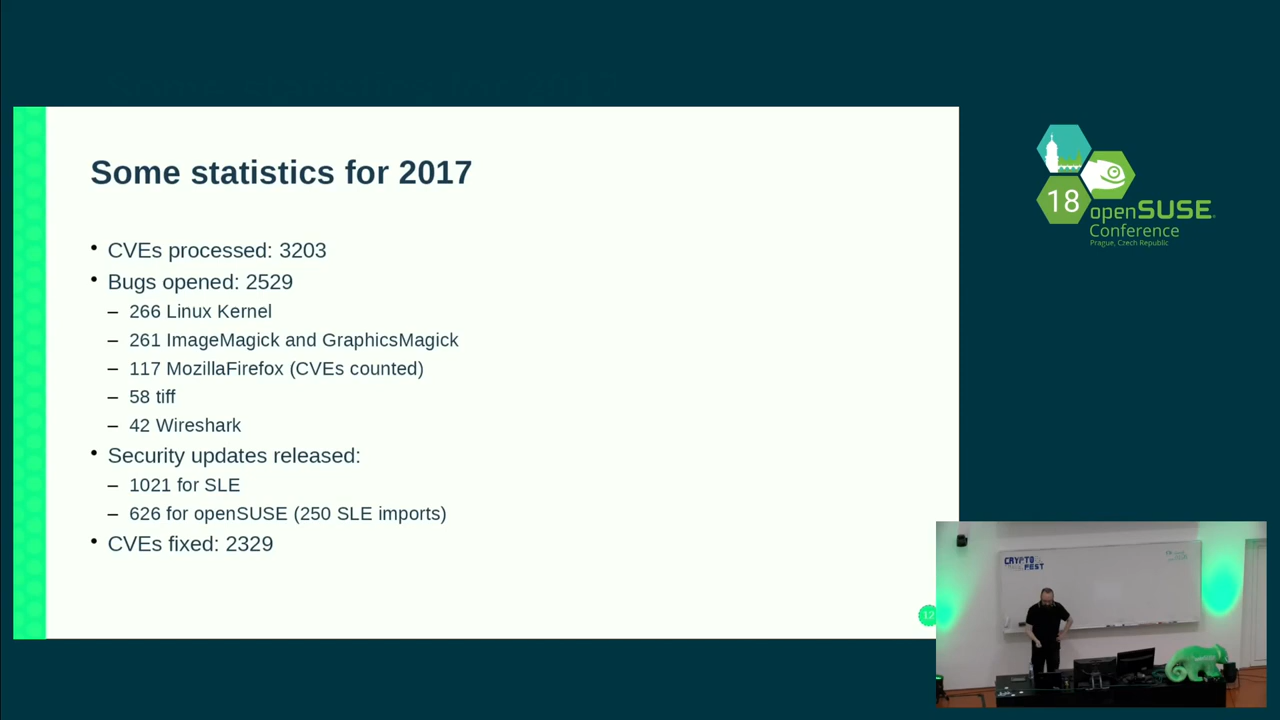 Some statistics for 2017
• CVEs processed: 3203
• Bugs opened: 2529
– 266 Linux Kernel
– 261 ImageMagick and GraphicsMagick
– 117 MozillaFirefox (CVEs counted)
– 58 tiff
– 42 Wireshark
• Security updates released:
– 1021 for SLE
– 626 for openSUSE (250 SLE imports)
• CVEs fixed: 2329
12
18
openSUSE
Conference
Prague, Czech Republic
CRYPTO
FEST